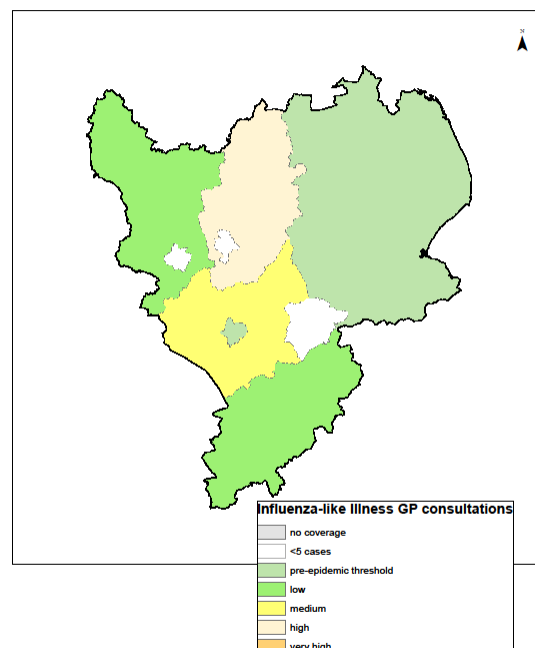 Influenza-like Illness GP consultations
no coverage
<5 cases
pre-epidemic threshold
low
medium
high
very high